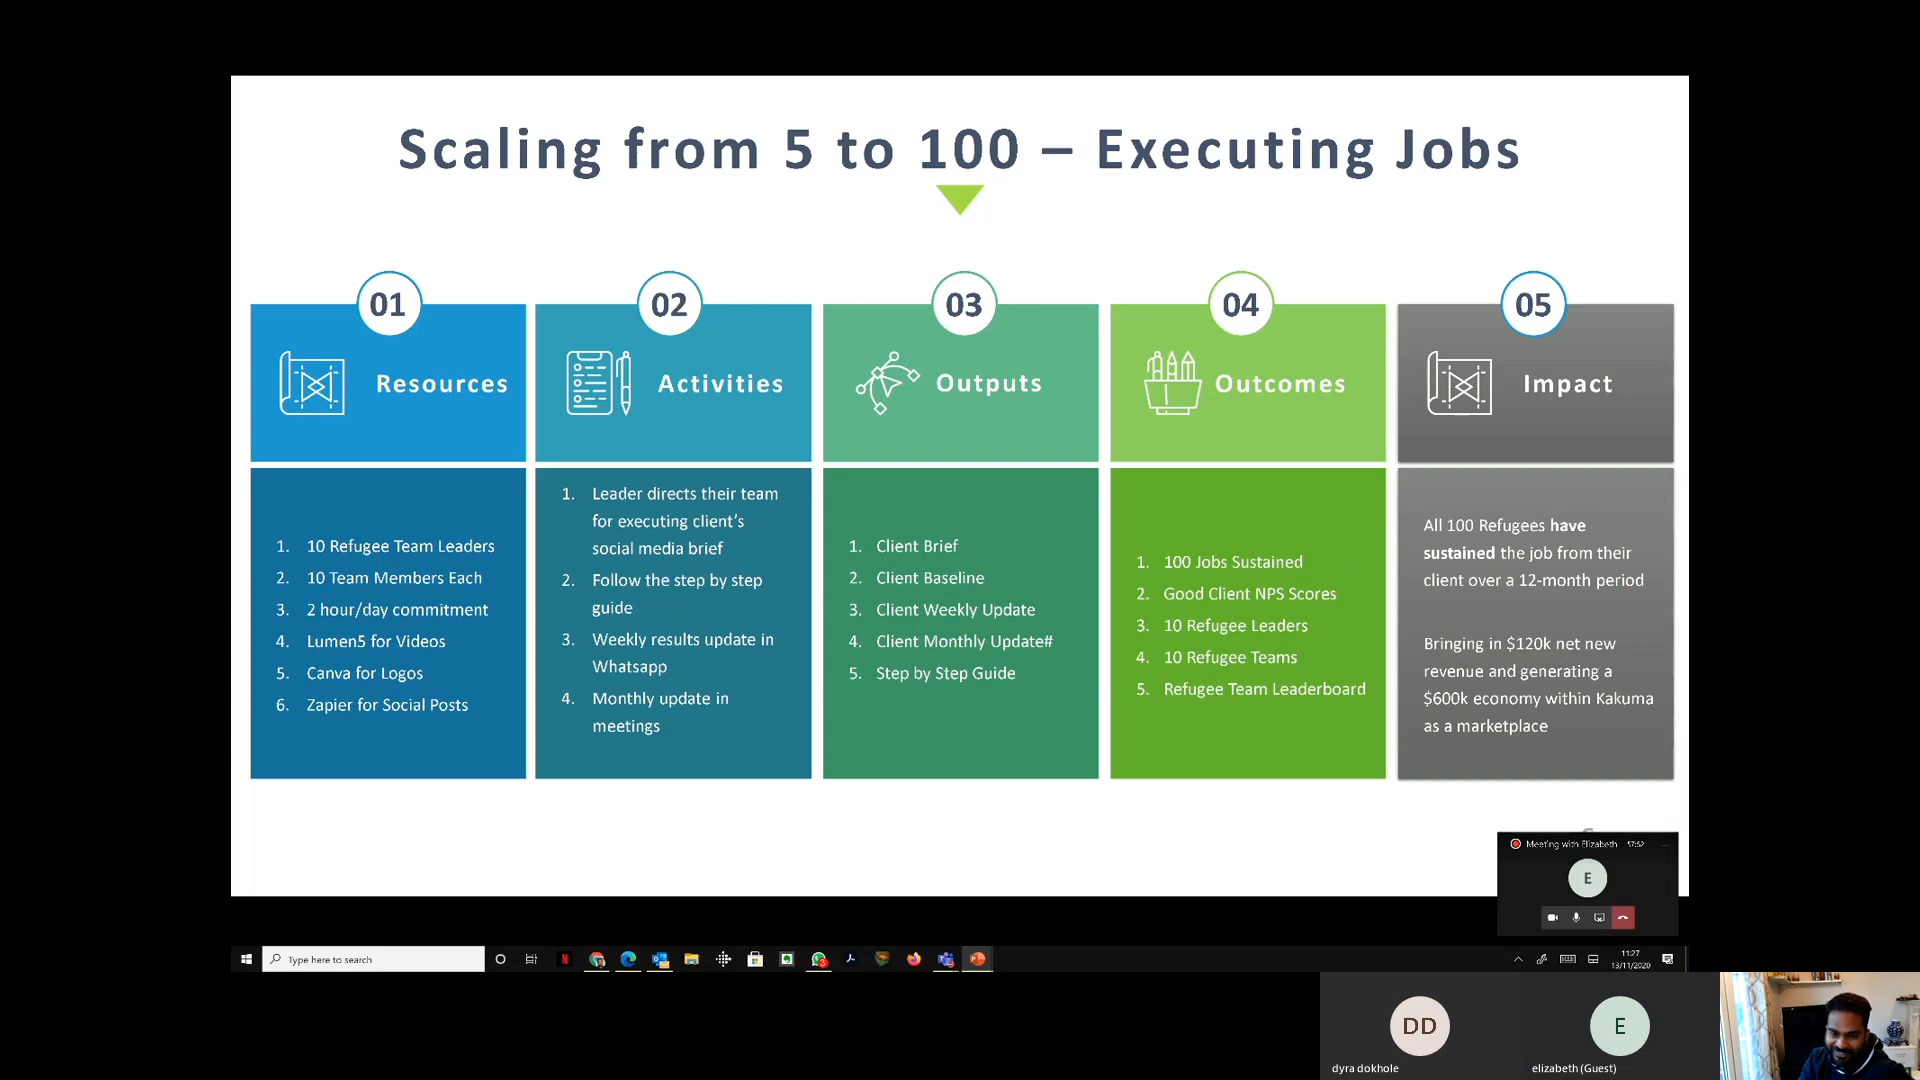 Scaling from 5 to 100 – Executing Jobs
01
Resources
1. 10 Refugee Team Leaders
2. 10 Team Members Each
3. 2 hour/day commitment
4. Lumen5 for Videos
5. Canva for Logos
6. Zapier for Social Posts
02
Activities
1. Leader directs their team
for executing client's
social media brief
2. Follow the step by step
guide
3. Weekly results update in
Whatsapp
4. Monthly update in
meetings
03
Outputs
1. Client Brief
2. Client Baseline
3. Client Weekly Update
4. Client Monthly Update#
5. Step by Step Guide
04
Outcomes
1. 100 Jobs Sustained
2. Good Client NPS Scores
3. 10 Refugee Leaders
4. 10 Refugee Teams
5. Refugee Team Leaderboard
05
Impact
All 100 Refugees have
sustained the job from their
client over a 12-month period
Bringing in $120k net new
revenue and generating a
$600k economy within Kakuma
as a marketplace
Meeting with Elizabeth
E
Type here to search
11:27
13/11/2020
DD
dyra dokhole
E
elizabeth (Guest)